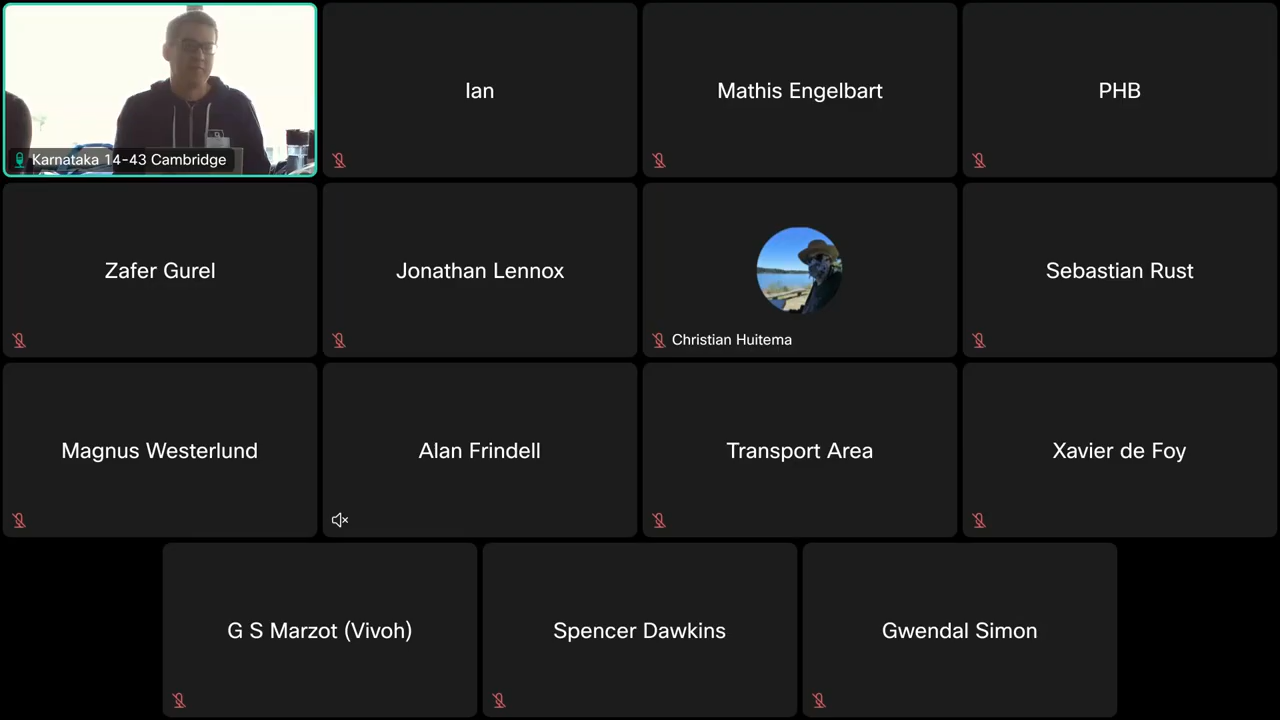 Karnataka 14-43 Cambridge
Ian
Mathis Engelbart
PHB
Zafer Gurel
Jonathan Lennox
Christian Huitema
Sebastian Rust
Magnus Westerlund
Alan Frindell
Transport Area
Xavier de Foy
G S Marzot (Vivoh)
Spencer Dawkins
Gwendal Simon